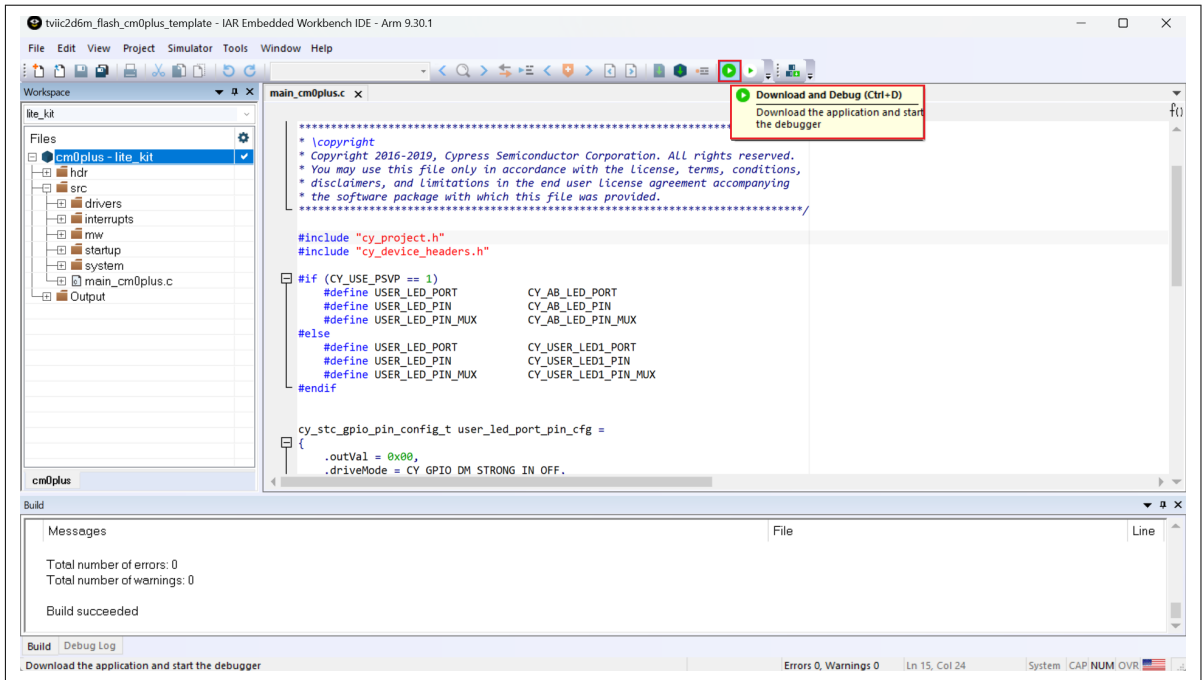 tviic2d6m_flash_cm0plus_template - IAR Embedded Workbench IDE - Arm 9.30.1
File Edit View Project Simulator Tools Window Help
Workspace
main_cm0plus.c x
Download and Debug (Ctrl+D)
Download the application and start
the debugger
lite_kit
f()
Files
cm0plus - lite_kit
hdr
src
drivers
interrupts
mw
startup
system
main_cm0plus.c
Output
cm0plus
*******************************************************************************
* \copyright
* Copyright 2016-2019, Cypress Semiconductor Corporation. All rights reserved.
* You may use this file only in accordance with the license, terms, conditions,
* disclaimers, and limitations in the end user license agreement accompanying
* the software package with which this file was provided.
*******************************************************************************/
#include "cy_project.h"
#include "cy_device_headers.h"
#if (CY_USE_PSVP == 1)
#define USER_LED_PORT CY_AB_LED_PORT
#define USER_LED_PIN CY_AB_LED_PIN
#define USER_LED_PIN_MUX CY_AB_LED_PIN_MUX
#else
#define USER_LED_PORT CY_USER_LED1_PORT
#define USER_LED_PIN CY_USER_LED1_PIN
#define USER_LED_PIN_MUX CY_USER_LED1_PIN_MUX
#endif
cy_stc_gpio_pin_config_t user_led_port_pin_cfg =
{
.outVal = 0x00,
.driveMode = CY_GPIO_DM_STRONG_IN_OFF,
Build
Messages File Line
Total number of errors: 0
Total number of warnings: 0
Build succeeded
Build Debug Log
Download the application and start the debugger Errors 0, Warnings 0 Ln 15, Col 24 System CAP NUM OVR